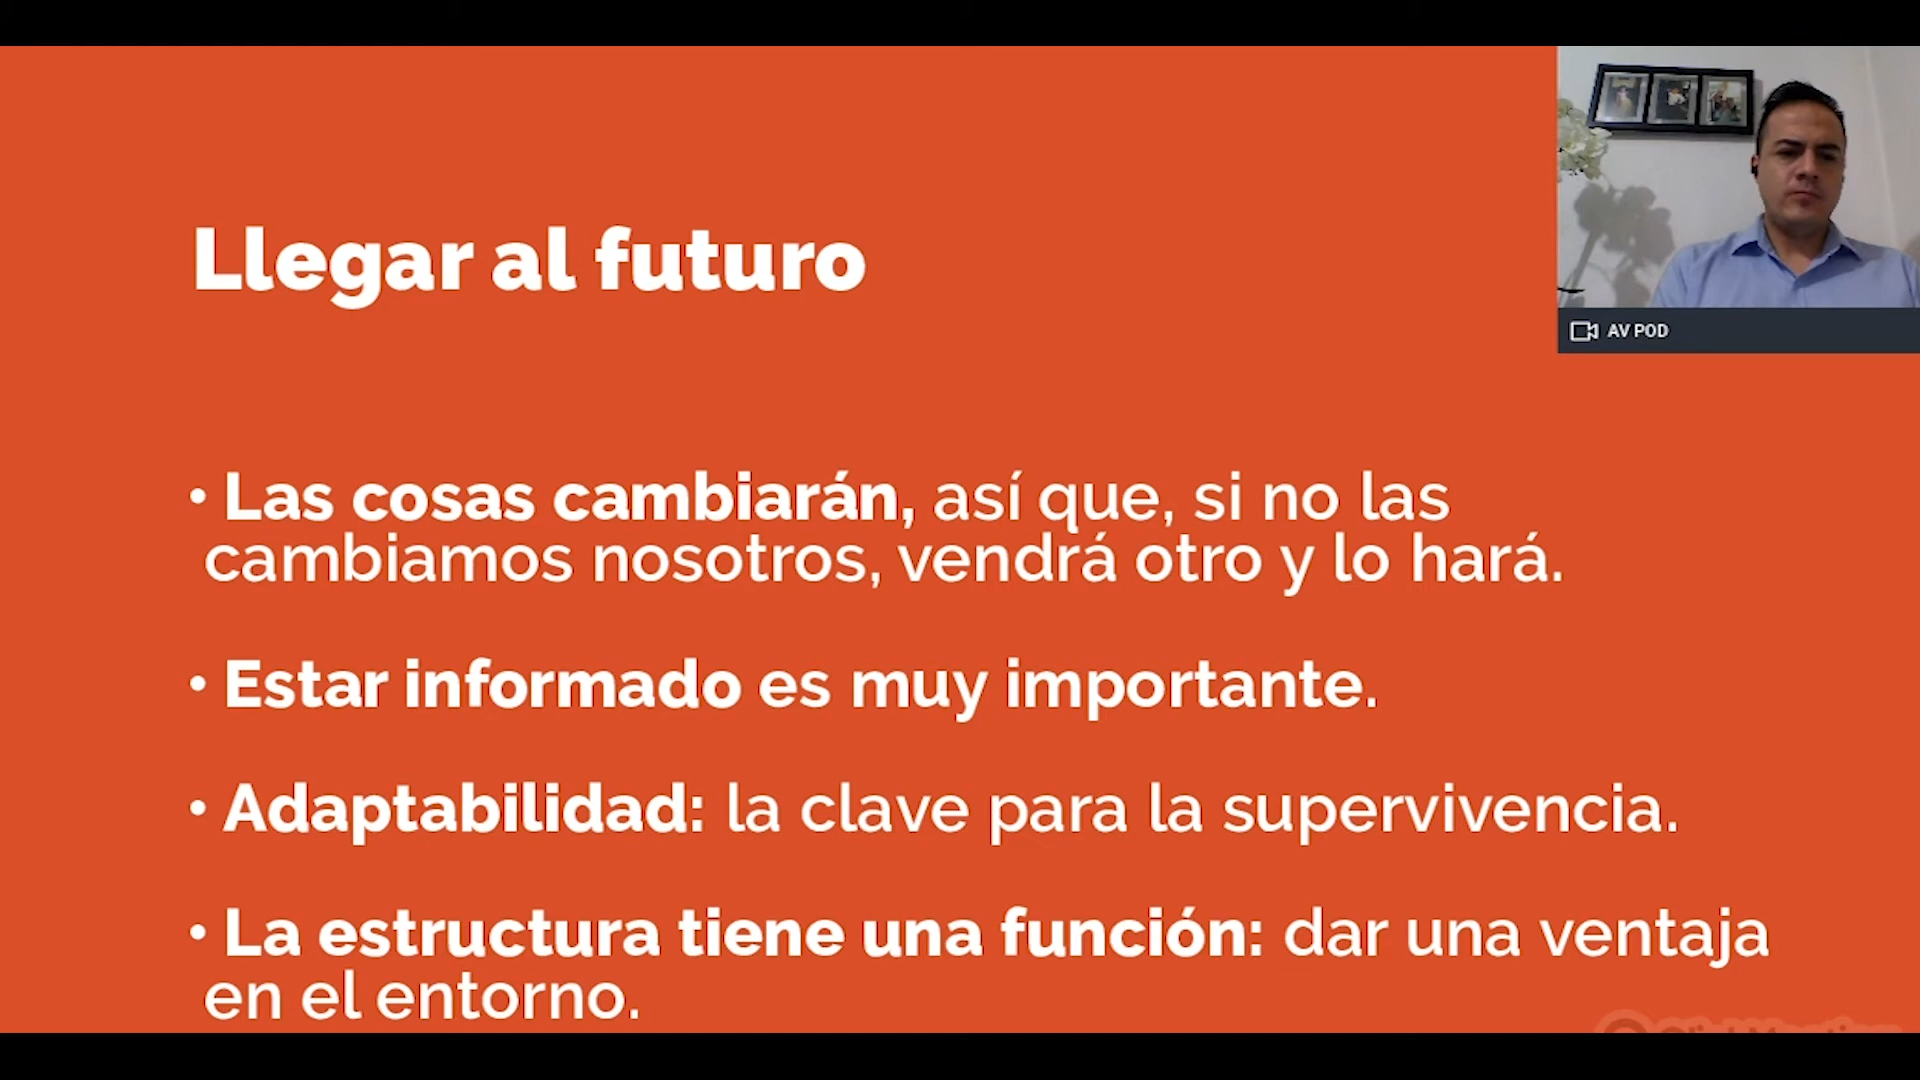 Llegar al futuro
AV POD
• Las cosas cambiarán, así que, si no las
cambiamos nosotros, vendrá otro y lo hará.
• Estar informado es muy importante.
• Adaptabilidad: la clave para la supervivencia.
• La estructura tiene una función: dar una ventaja
en el entorno.